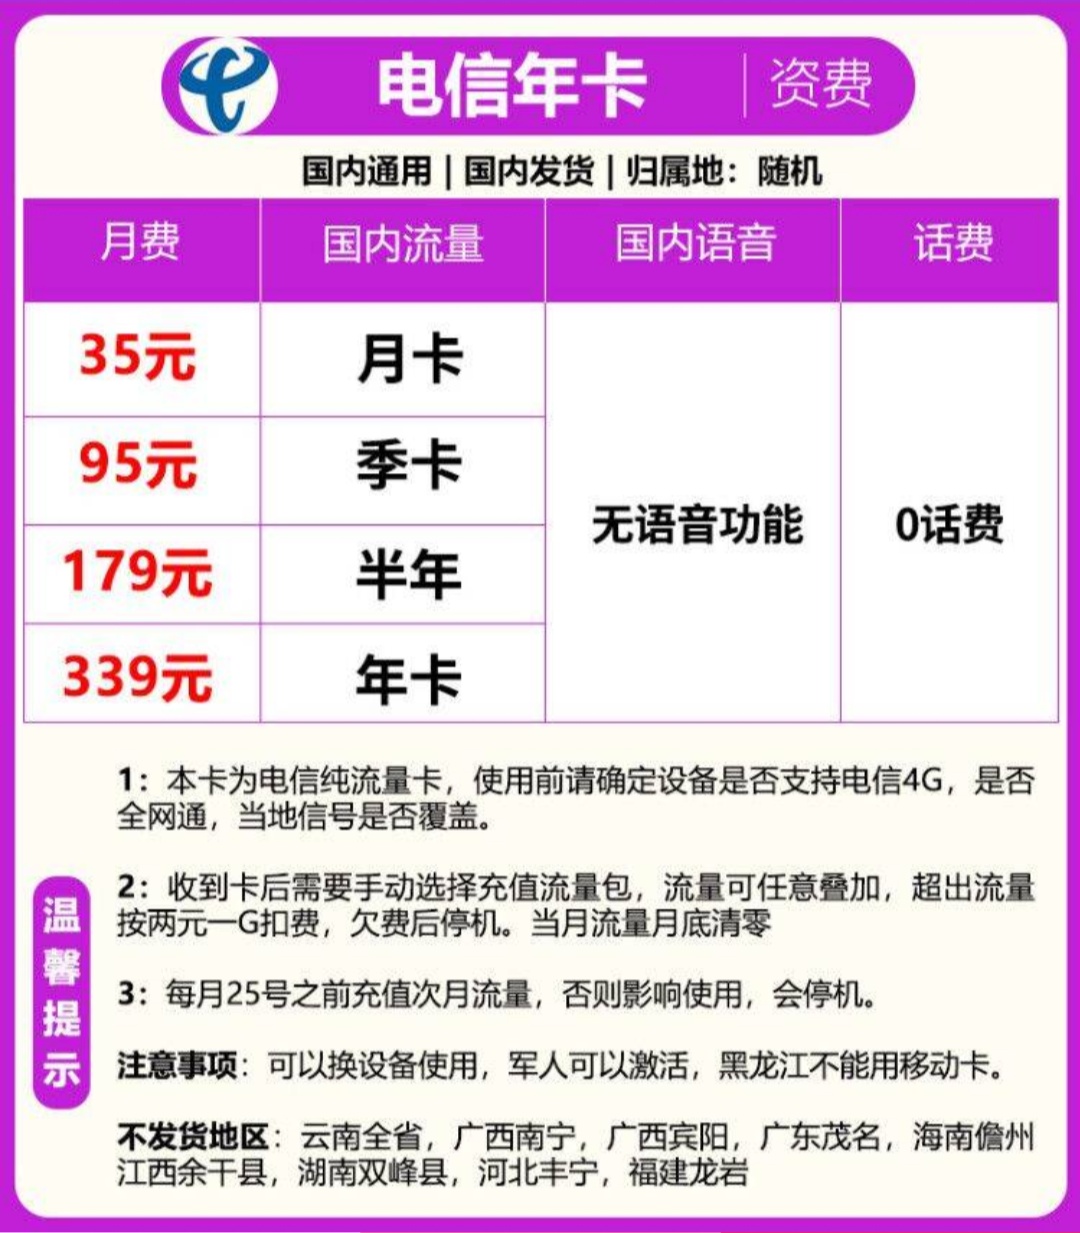 电信年卡 资费
国内通用 | 国内发货 | 归属地：随机
月费 国内流量 国内语音 话费
35元 月卡
95元 季卡
无语音功能 0话费
179元 半年
339元 年卡
1：本卡为电信纯流量卡，使用前请确定设备是否支持电信4G，是否
全网通，当地信号是否覆盖。
2：收到卡后需要手动选择充值流量包，流量可任意叠加，超出流量
按两元一G扣费，欠费后停机。当月流量月底清零
温馨提示
3：每月25号之前充值次月流量，否则影响使用，会停机。
注意事项：可以换设备使用，军人可以激活，黑龙江不能用移动卡。
不发货地区：云南全省，广西南宁，广西宾阳，广东茂名，海南儋州
江西余干县，湖南双峰县，河北丰宁，福建龙岩